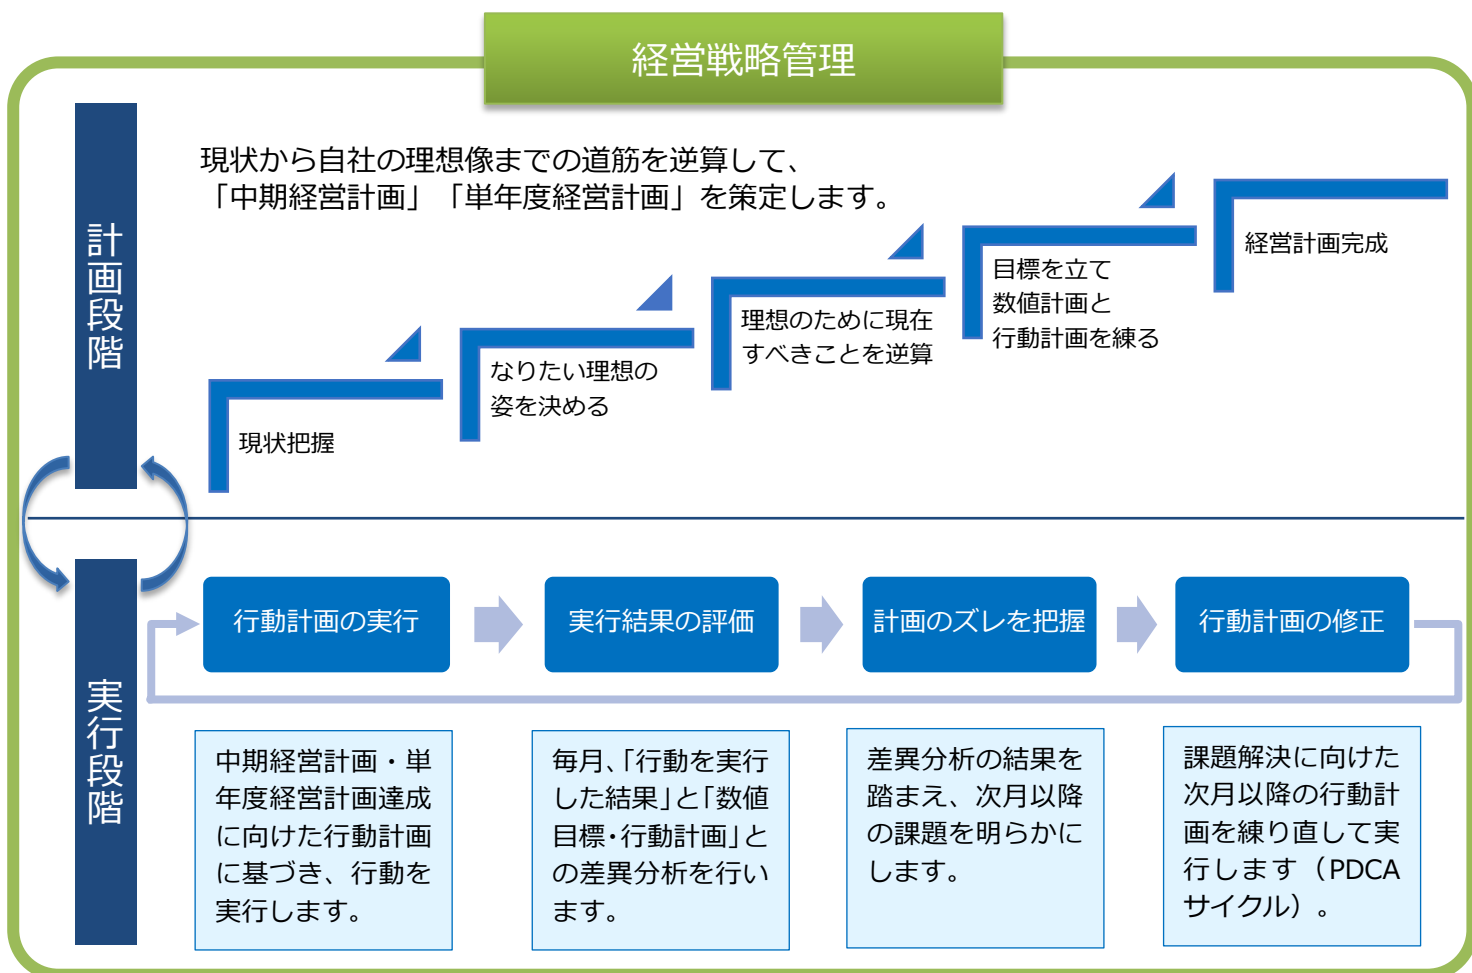 経営戦略管理
計画段階
現状から自社の理想像までの道筋を逆算して、
「中期経営計画」「単年度経営計画」を策定します。
現状把握
なりたい理想の
姿を決める
理想のために現在
すべきことを逆算
目標を立て
数値計画と
行動計画を練る
経営計画完成
実行段階
行動計画の実行
実行結果の評価
計画のズレを把握
行動計画の修正
中期経営計画・単
年度経営計画達成
に向けた行動計画
に基づき、行動を
実行します。
毎月、「行動を実行
した結果」と「数値
目標・行動計画」と
の差異分析を行い
ます。
差異分析の結果を
踏まえ、次月以降
の課題を明らかに
します。
課題解決に向けた
次月以降の行動計
画を練り直して実
行します（PDCA
サイクル）。